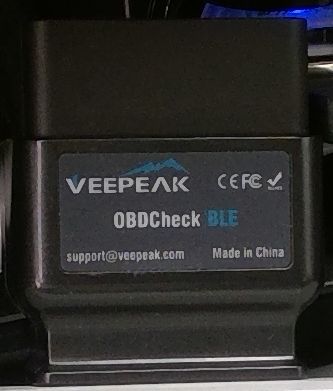 VEEPEAK CE FC
OBDCheck BLE
support@veepeak.com Made in China